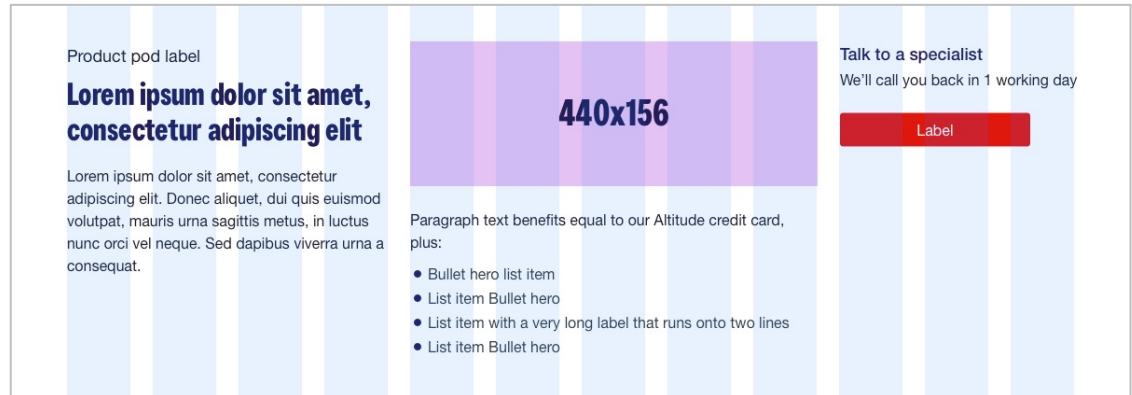 Product pod label
Lorem ipsum dolor sit amet,
consectetur adipiscing elit
Lorem ipsum dolor sit amet, consectetur
adipiscing elit. Donec aliquet, dui quis euismod
volutpat, mauris urna sagittis metus, in luctus
nunc orci vel neque. Sed dapibus viverra urna a
consequat.
440x156
Paragraph text benefits equal to our Altitude credit card,
plus:
• Bullet hero list item
• List item Bullet hero
• List item with a very long label that runs onto two lines
• List item Bullet hero
Talk to a specialist
We’ll call you back in 1 working day
Label